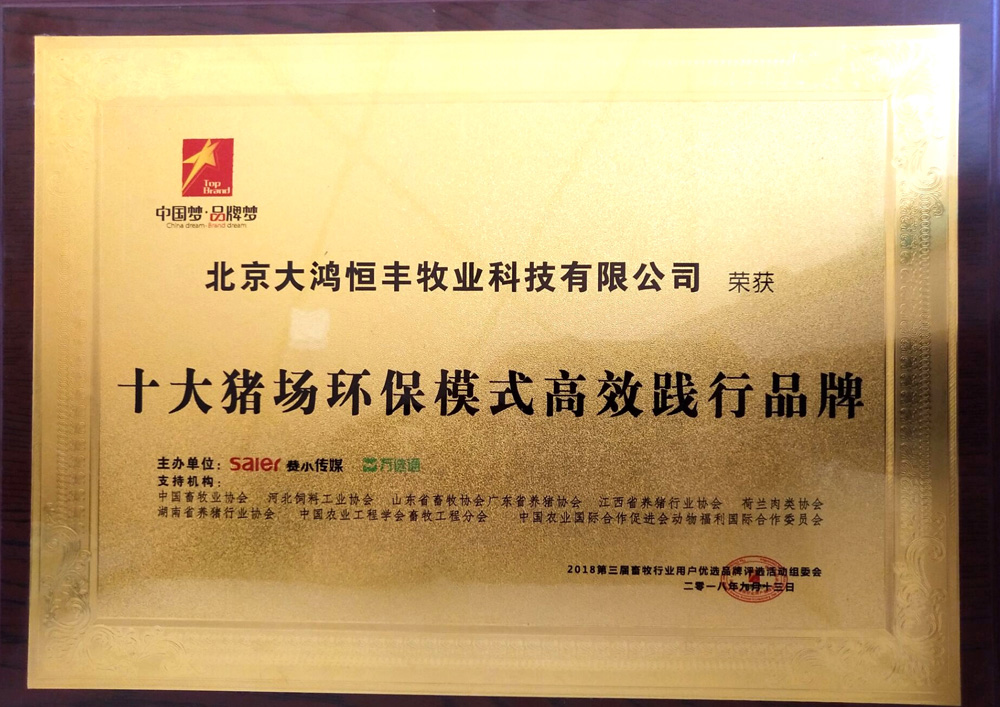 Top
Brand
中国梦·品牌梦
China dream·Brand dream
北京大鸿恒丰牧业科技有限公司 荣获
十大猪场环保模式高效践行品牌
主办单位：saier 赛尔传媒 万谷通
支持机构：
中国畜牧业协会 河北饲料工业协会 山东省畜牧协会 广东省养猪协会 江西省养猪行业协会 荷兰肉类协会
湖南省养猪行业协会 中国农业工程学会畜牧工程分会 中国农业国际合作促进会动物福利国际合作委员会
2018第三届畜牧行业用户优选品牌评选活动组委会
二零一八年九月十三日